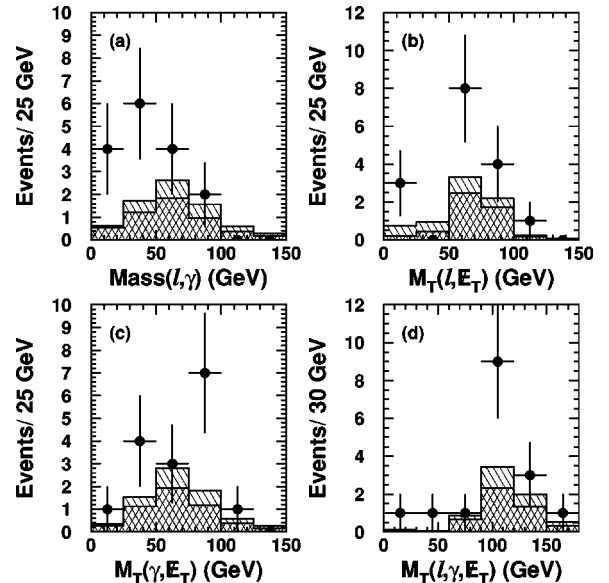 (a)
Events/ 25 GeV
10
9
8
7
6
5
4
3
2
1
0
0 50 100 150
Mass(l,γ) (GeV)
(b)
Events/ 25 GeV
12
10
8
6
4
2
0
0 50 100 150
M_T(l,E_T) (GeV)
(c)
Events/ 25 GeV
10
9
8
7
6
5
4
3
2
1
0
0 50 100 150
M_T(γ,E_T) (GeV)
(d)
Events/ 30 GeV
12
10
8
6
4
2
0
0 50 100 150
M_T(l,γ,E_T) (GeV)